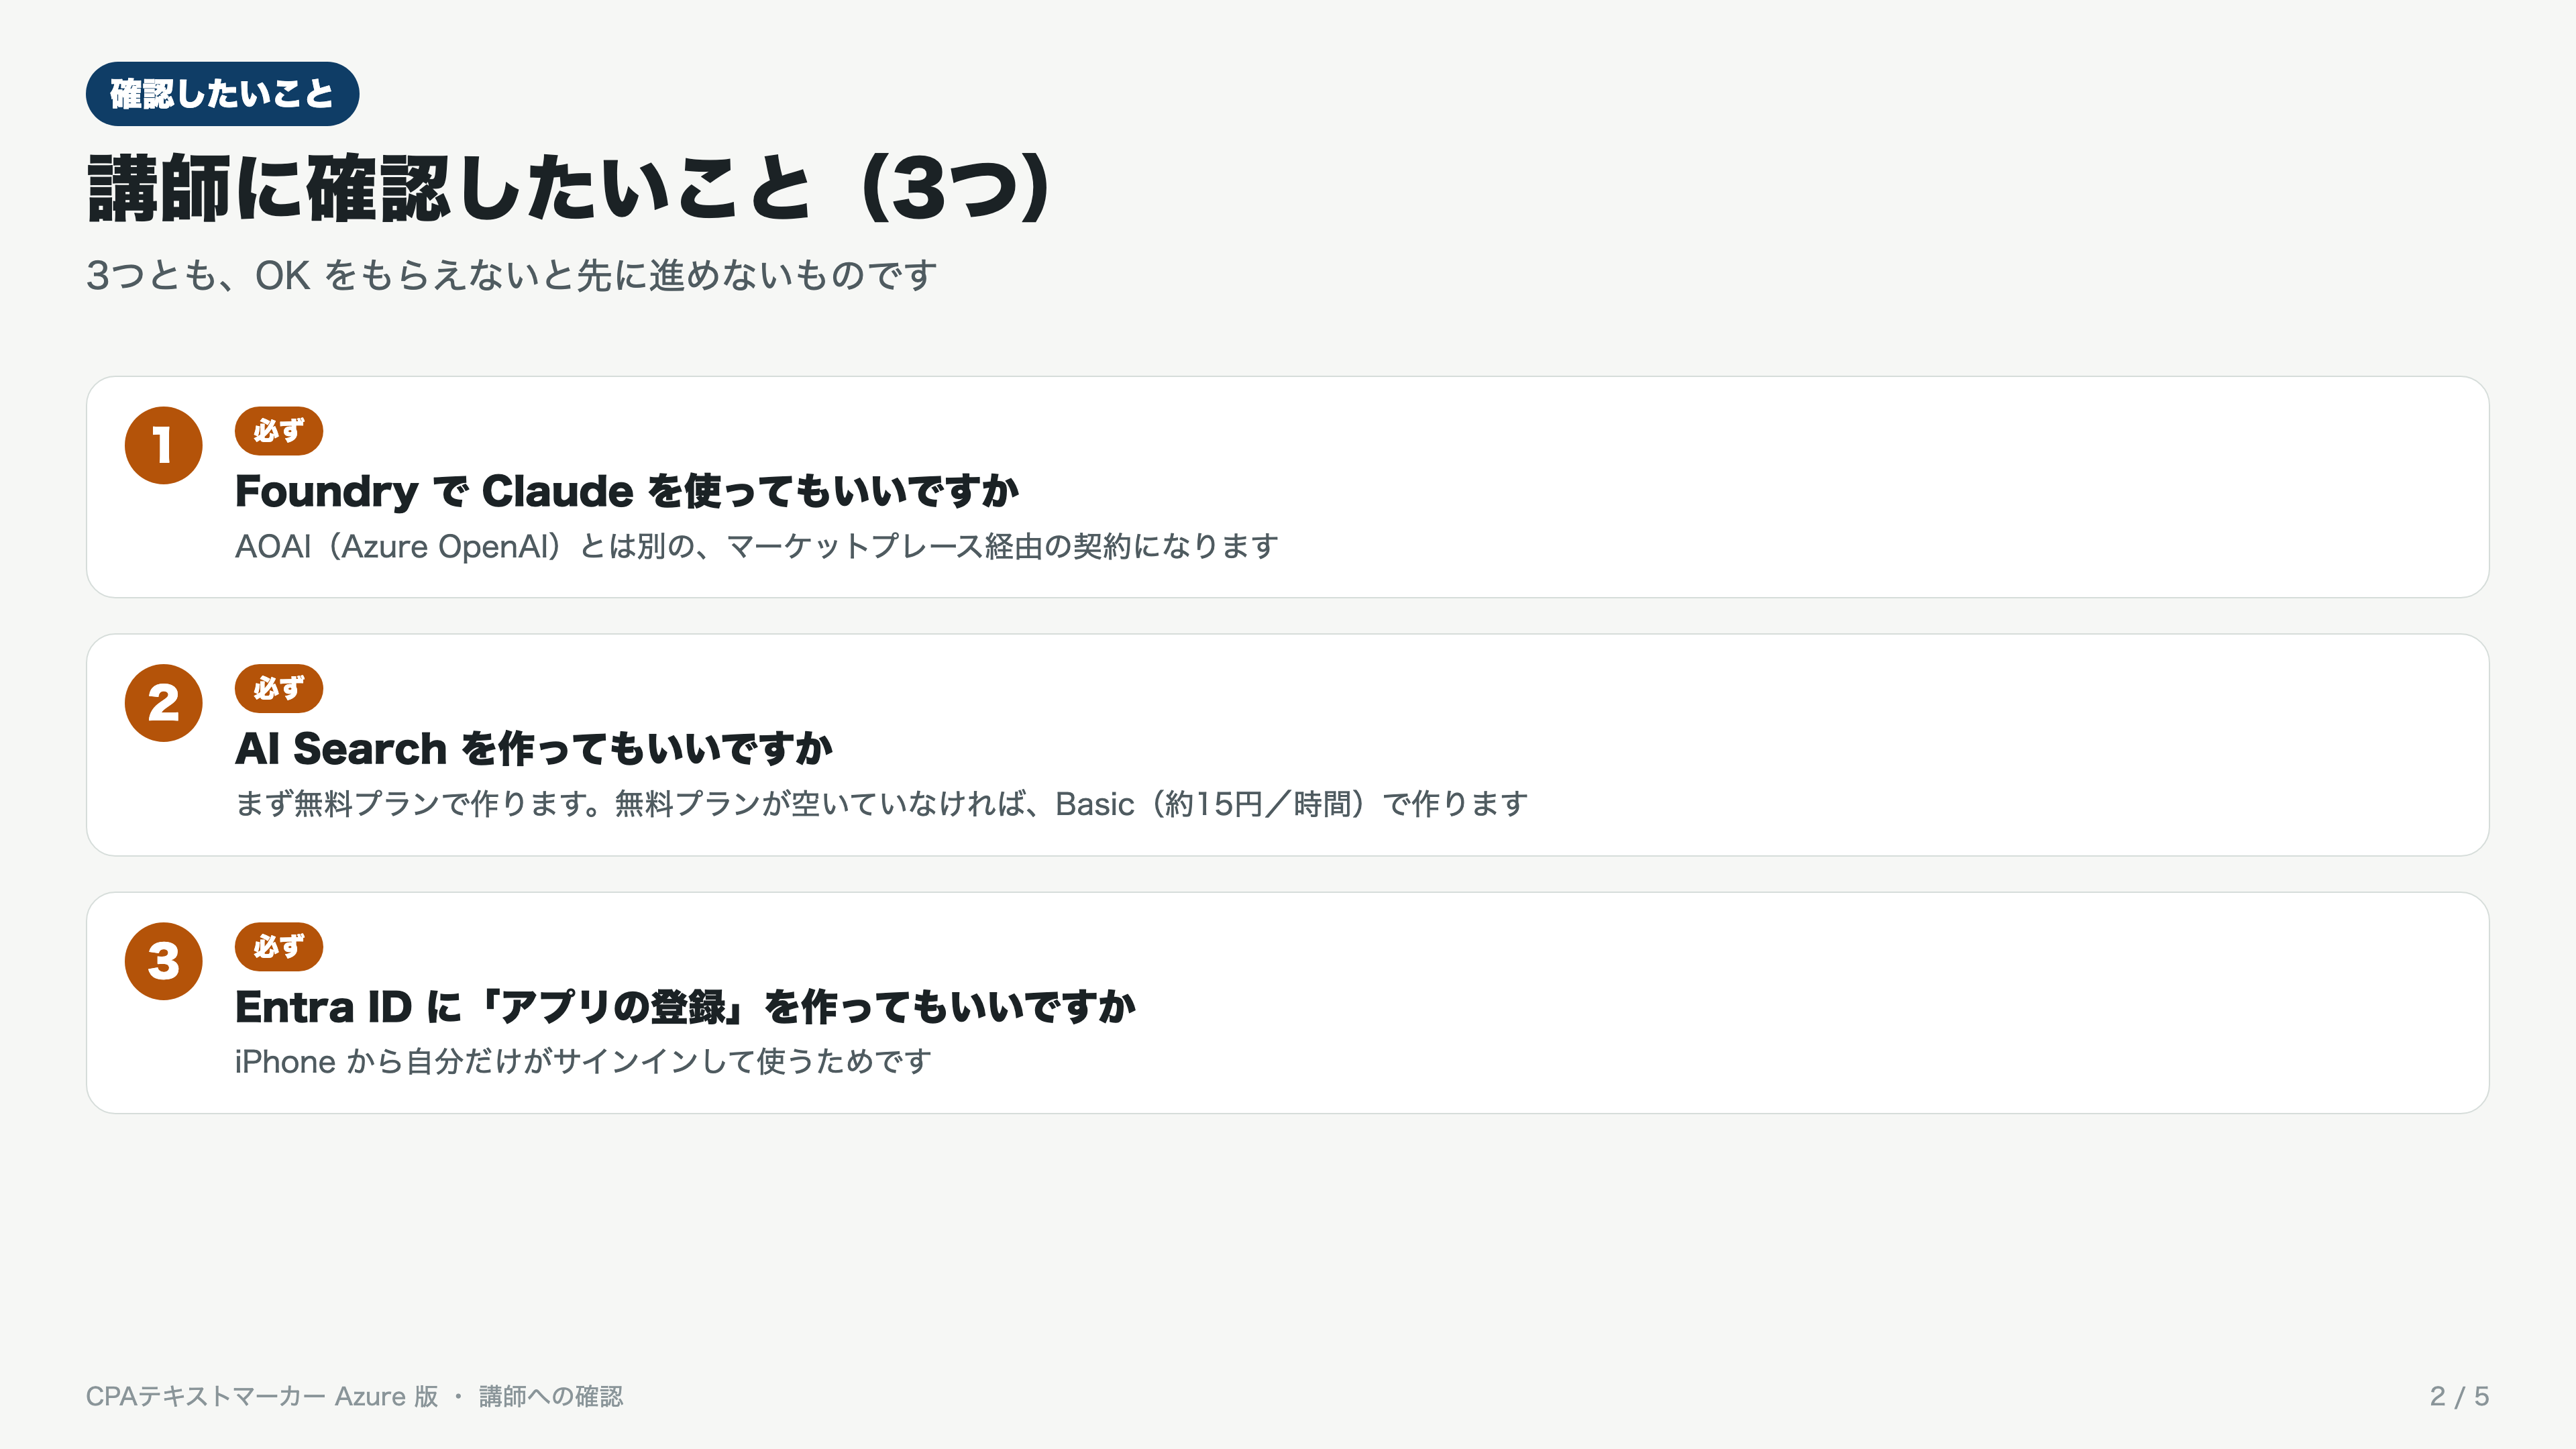 確認したいこと
講師に確認したいこと（3つ）
3つとも、OK をもらえないと先に進めないものです
1
必ず
Foundry で Claude を使ってもいいですか
AOAI（Azure OpenAI）とは別の、マーケットプレース経由の契約になります
2
必ず
AI Search を作ってもいいですか
まず無料プランで作ります。無料プランが空いていなければ、Basic（約15円／時間）で作ります
3
必ず
Entra ID に「アプリの登録」を作ってもいいですか
iPhone から自分だけがサインインして使うためです
CPAテキストマーカー Azure 版 ・ 講師への確認
2 / 5